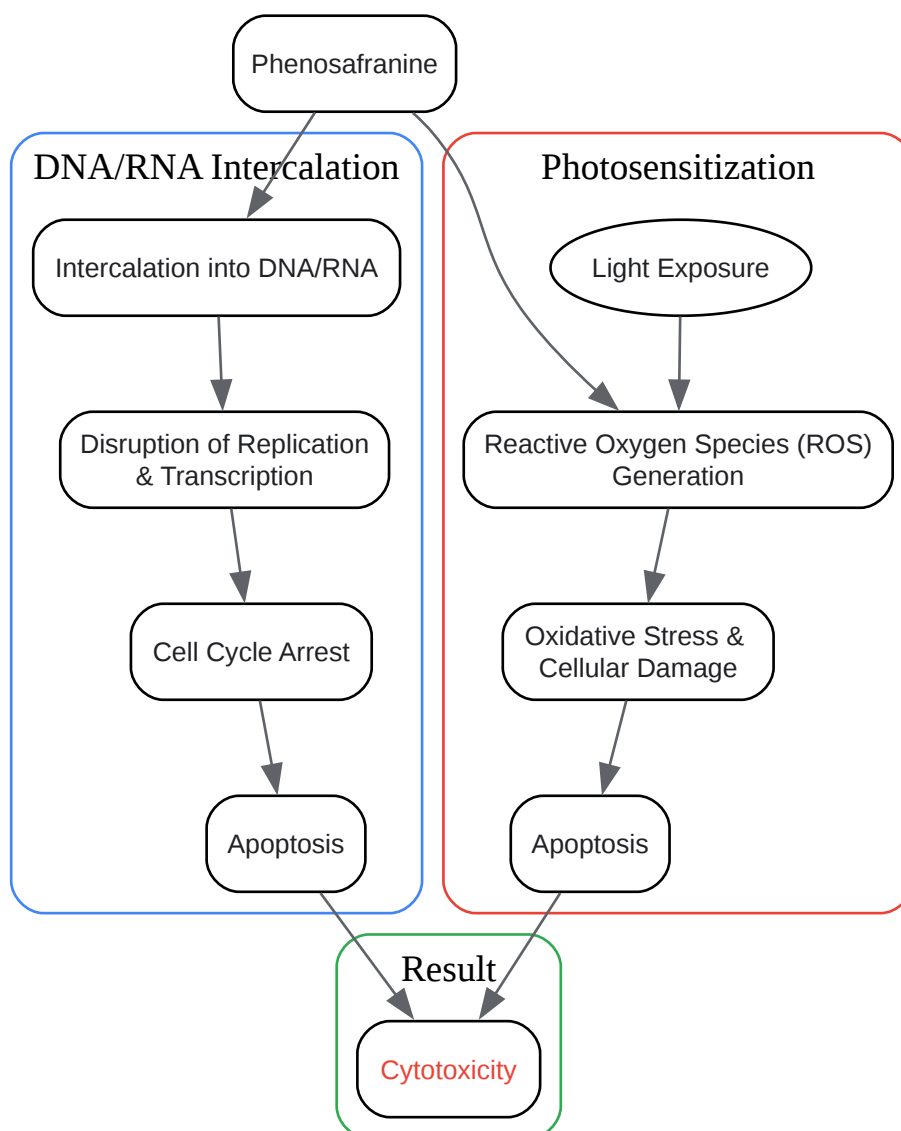 Phenosafranine
DNA/RNA Intercalation
Intercalation into DNA/RNA
Disruption of Replication
& Transcription
Cell Cycle Arrest
Apoptosis
Photosensitization
Light Exposure
Reactive Oxygen Species (ROS)
Generation
Oxidative Stress &
Cellular Damage
Apoptosis
Result
Cytotoxicity